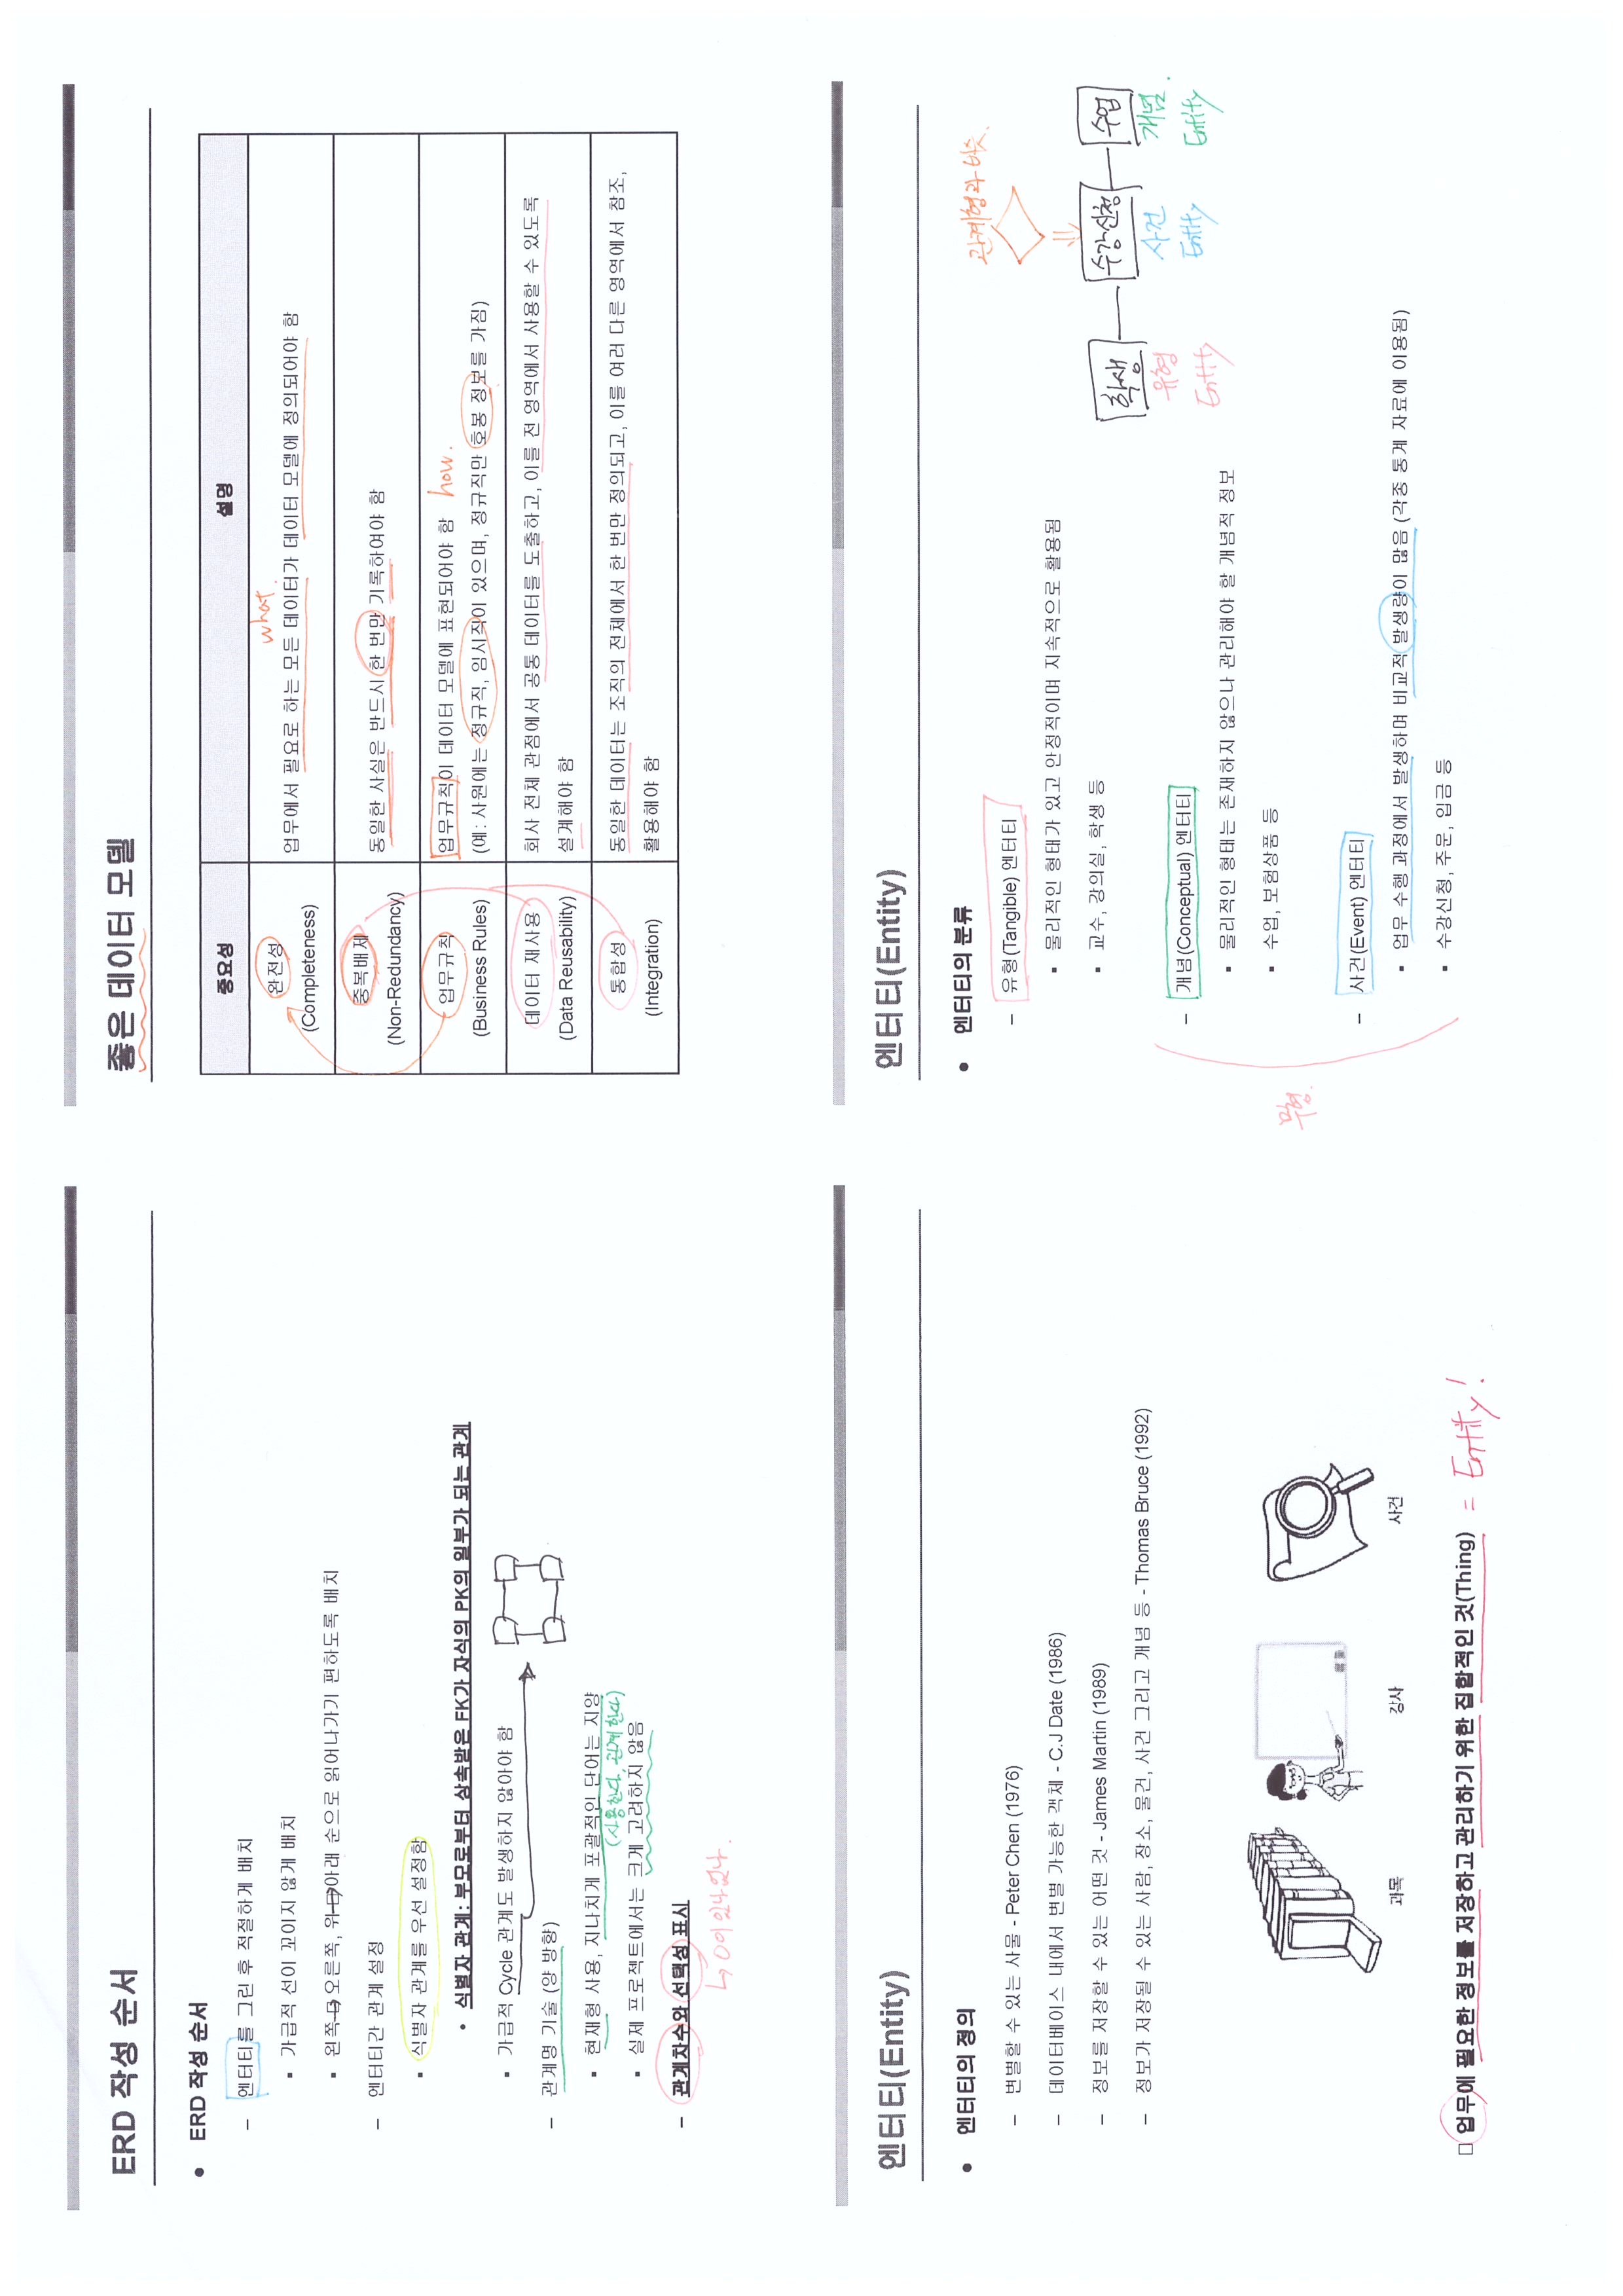 ERD 작성 순서
● ERD 작성 순서
– 엔터티를 그린 후 적절하게 배치
▪ 가급적 선이 꼬이지 않게 배치
▪ 왼쪽→오른쪽, 위→아래 순으로 읽어나가기 편하도록 배치
– 엔터티간 관계 설정
▪ 식별자 관계를 우선 설정함
• 식별자 관계: 부모로부터 상속받은 FK가 자식의 PK의 일부가 되는 관계
▪ 가급적 Cycle 관계도 발생하지 않아야 함
– 관계명 기술 (양 방향)
▪ 현재형 사용, 지나치게 포괄적인 단어는 지양
(사용한다, 관계한다)
▪ 실제 프로젝트에서는 크게 고려하지 않음
– 관계차수와 선택성 표시
↳ 0이 있나 없나.
좋은 데이터 모델
중요성 설명
what.
완전성
(Completeness)
업무에서 필요로 하는 모든 데이터가 데이터 모델에 정의되어야 함
중복배제
(Non-Redundancy)
동일한 사실은 반드시 한 번만 기록하여야 함
업무규칙
(Business Rules)
업무규칙이 데이터 모델에 표현되어야 함 how.
(예: 사원에는 정규직, 임시직이 있으며, 정규직만 호봉 정보를 가짐)
데이터 재사용
(Data Reusability)
회사 전체 관점에서 공통 데이터를 도출하고, 이를 전 영역에서 사용할 수 있도록
설계해야 함
통합성
(Integration)
동일한 데이터는 조직의 전체에서 한 번만 정의되고, 이를 여러 다른 영역에서 참조,
활용해야 함
엔터티(Entity)
● 엔터티의 정의
– 변별할 수 있는 사물 - Peter Chen (1976)
– 데이터베이스 내에서 변별 가능한 객체 - C.J Date (1986)
– 정보를 저장할 수 있는 어떤 것 - James Martin (1989)
– 정보가 저장될 수 있는 사람, 장소, 물건, 사건 그리고 개념 등 - Thomas Bruce (1992)
과목 강사 사건
□ 업무에 필요한 정보를 저장하고 관리하기 위한 집합적인 것(Thing) = Entity!
엔터티(Entity)
● 엔터티의 분류
– 유형(Tangible) 엔터티
▪ 물리적인 형태가 있고 안정적이며 지속적으로 활용됨
▪ 교수, 강의실, 학생 등
– 개념(Conceptual) 엔터티
▪ 물리적인 형태는 존재하지 않으나 관리해야 할 개념적 정보
▪ 수업, 보험상품 등
무형.
– 사건(Event) 엔터티
▪ 업무 수행 과정에서 발생하며 비교적 발생량이 많음 (각종 통계 자료에 이용됨)
▪ 수강신청, 주문, 입금 등
관계형과 비슷.
학생 수강신청 수업
유형 사건 개념.
Entity Entity Entity